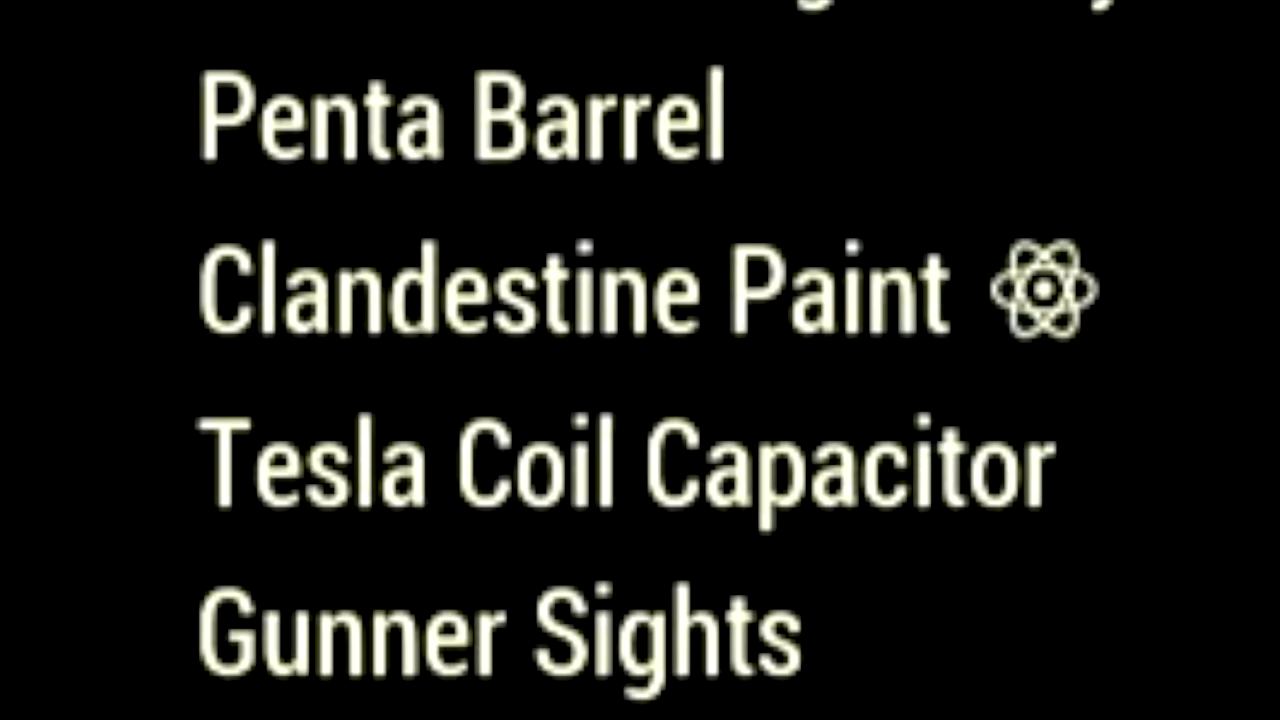 Penta Barrel
Clandestine Paint
Tesla Coil Capacitor
Gunner Sights